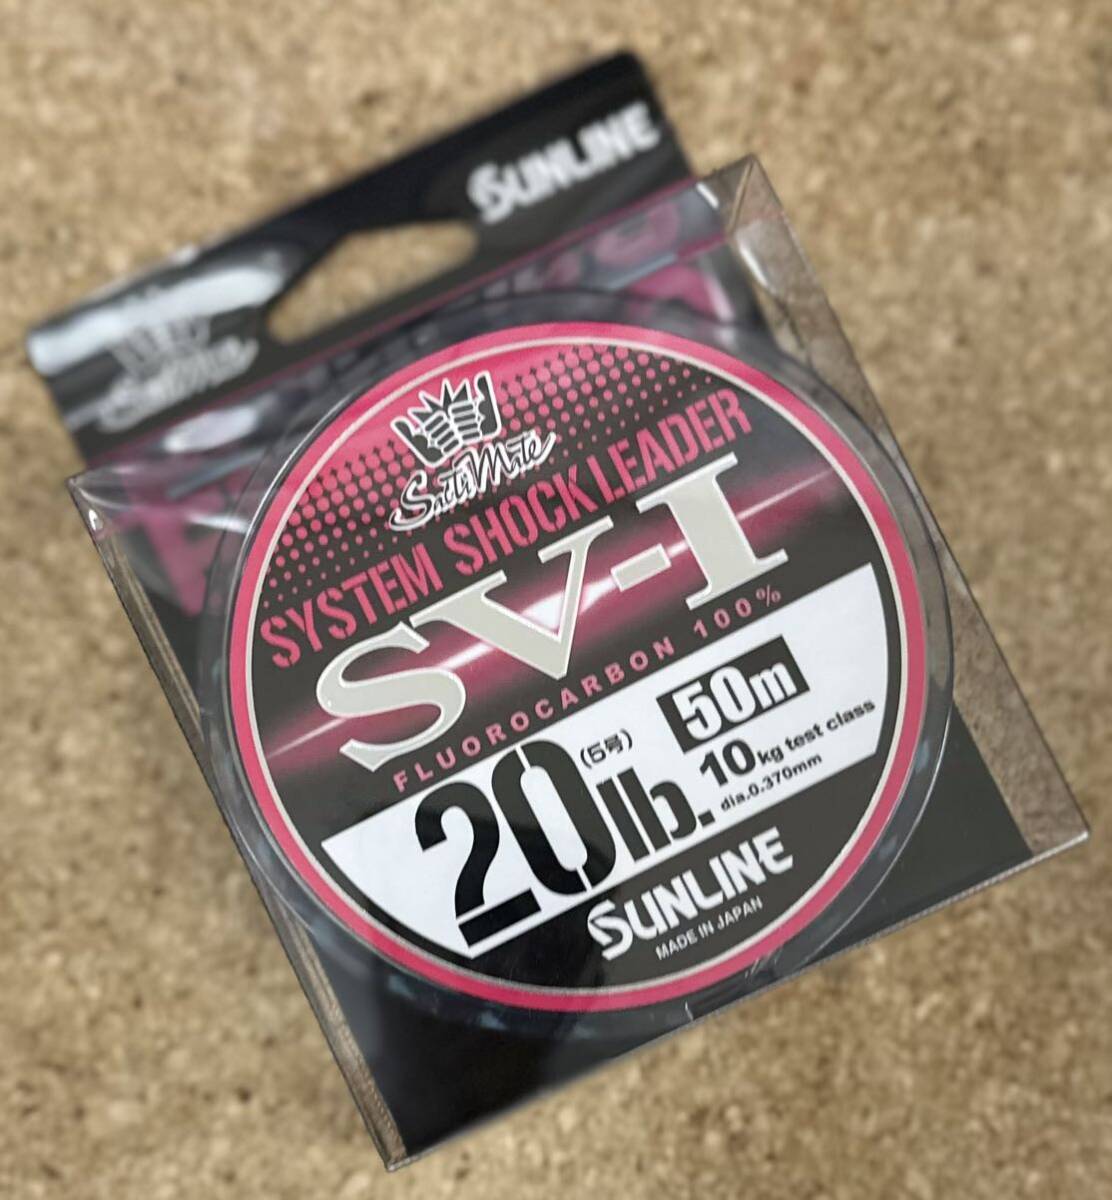 SUNLINE
SaltiMate
SaltiMate
SYSTEM SHOCK LEADER
SV-I
FLUOROCARBON 100%
20lb.
(5号)
50m
10kg test class
dia.0.370mm
SUNLINE
MADE IN JAPAN